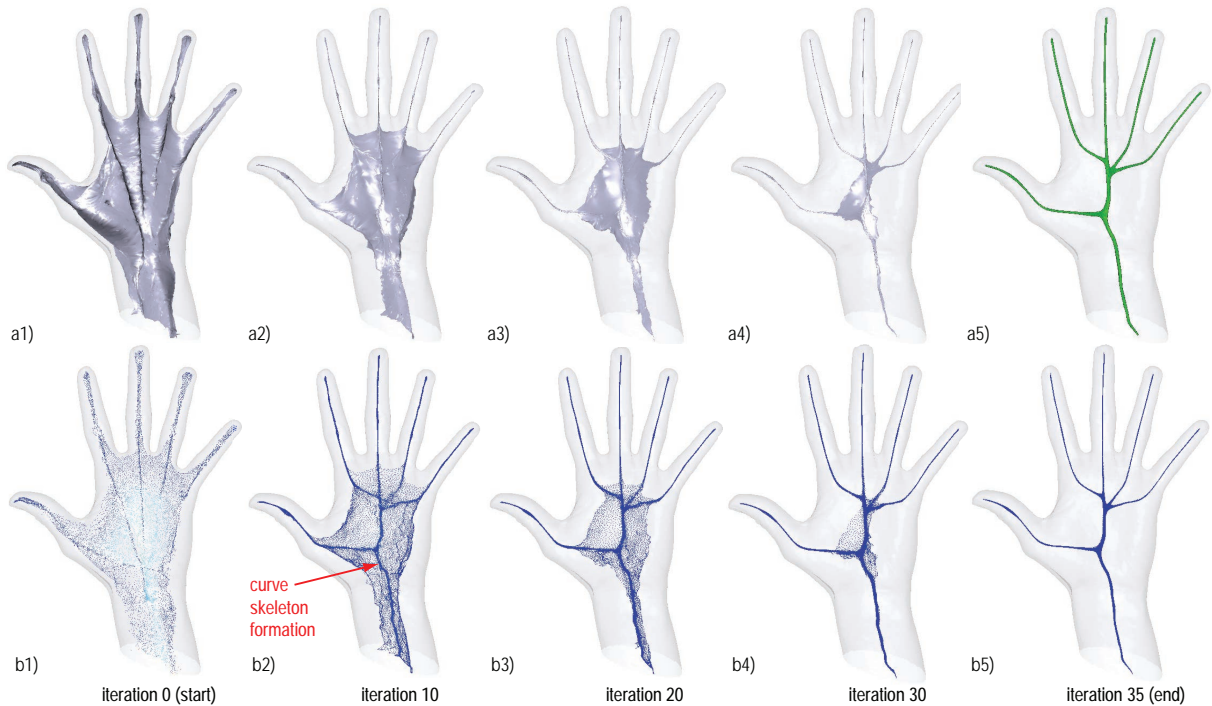 a1)
a2)
a3)
a4)
a5)
curve
skeleton
formation
b1)
b2)
b3)
b4)
b5)
iteration 0 (start)
iteration 10
iteration 20
iteration 30
iteration 35 (end)